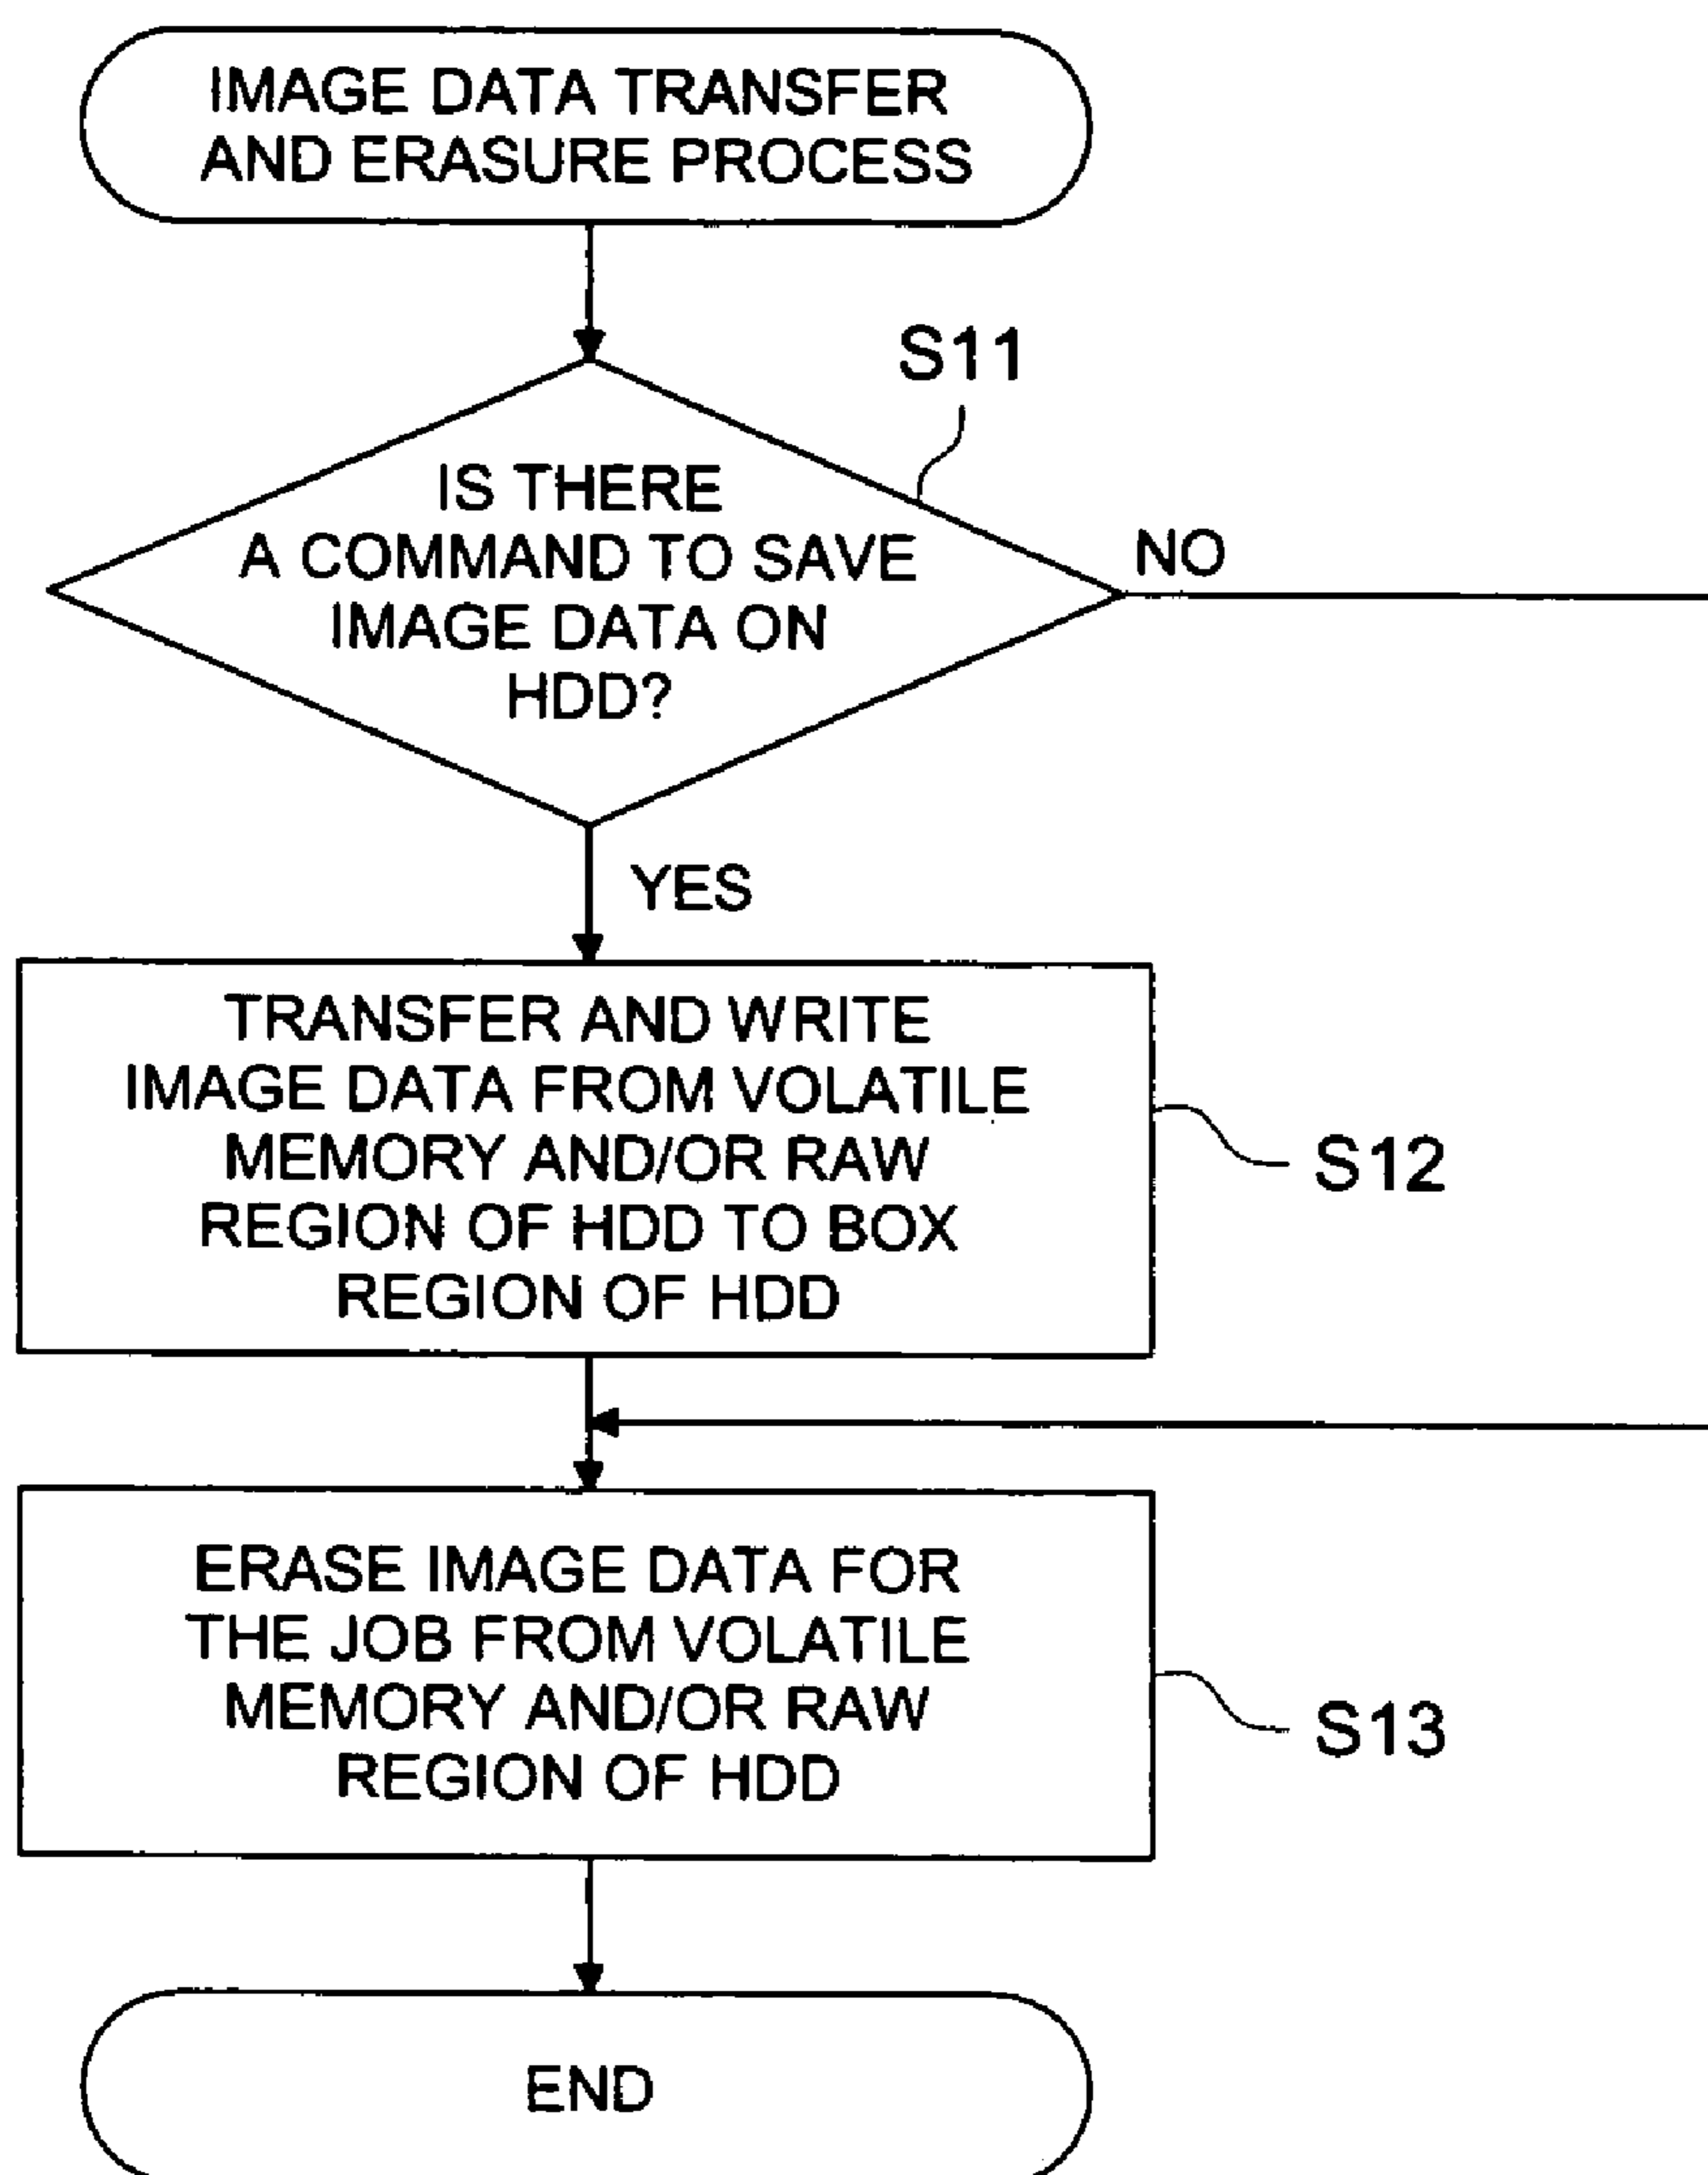 IMAGE DATA TRANSFER
AND ERASURE PROCESS
S11
IS THERE
A COMMAND TO SAVE
IMAGE DATA ON
HDD?
NO
YES
TRANSFER AND WRITE
IMAGE DATA FROM VOLATILE
MEMORY AND/OR RAW
REGION OF HDD TO BOX
REGION OF HDD
S12
ERASE IMAGE DATA FOR
THE JOB FROM VOLATILE
MEMORY AND/OR RAW
REGION OF HDD
S13
END